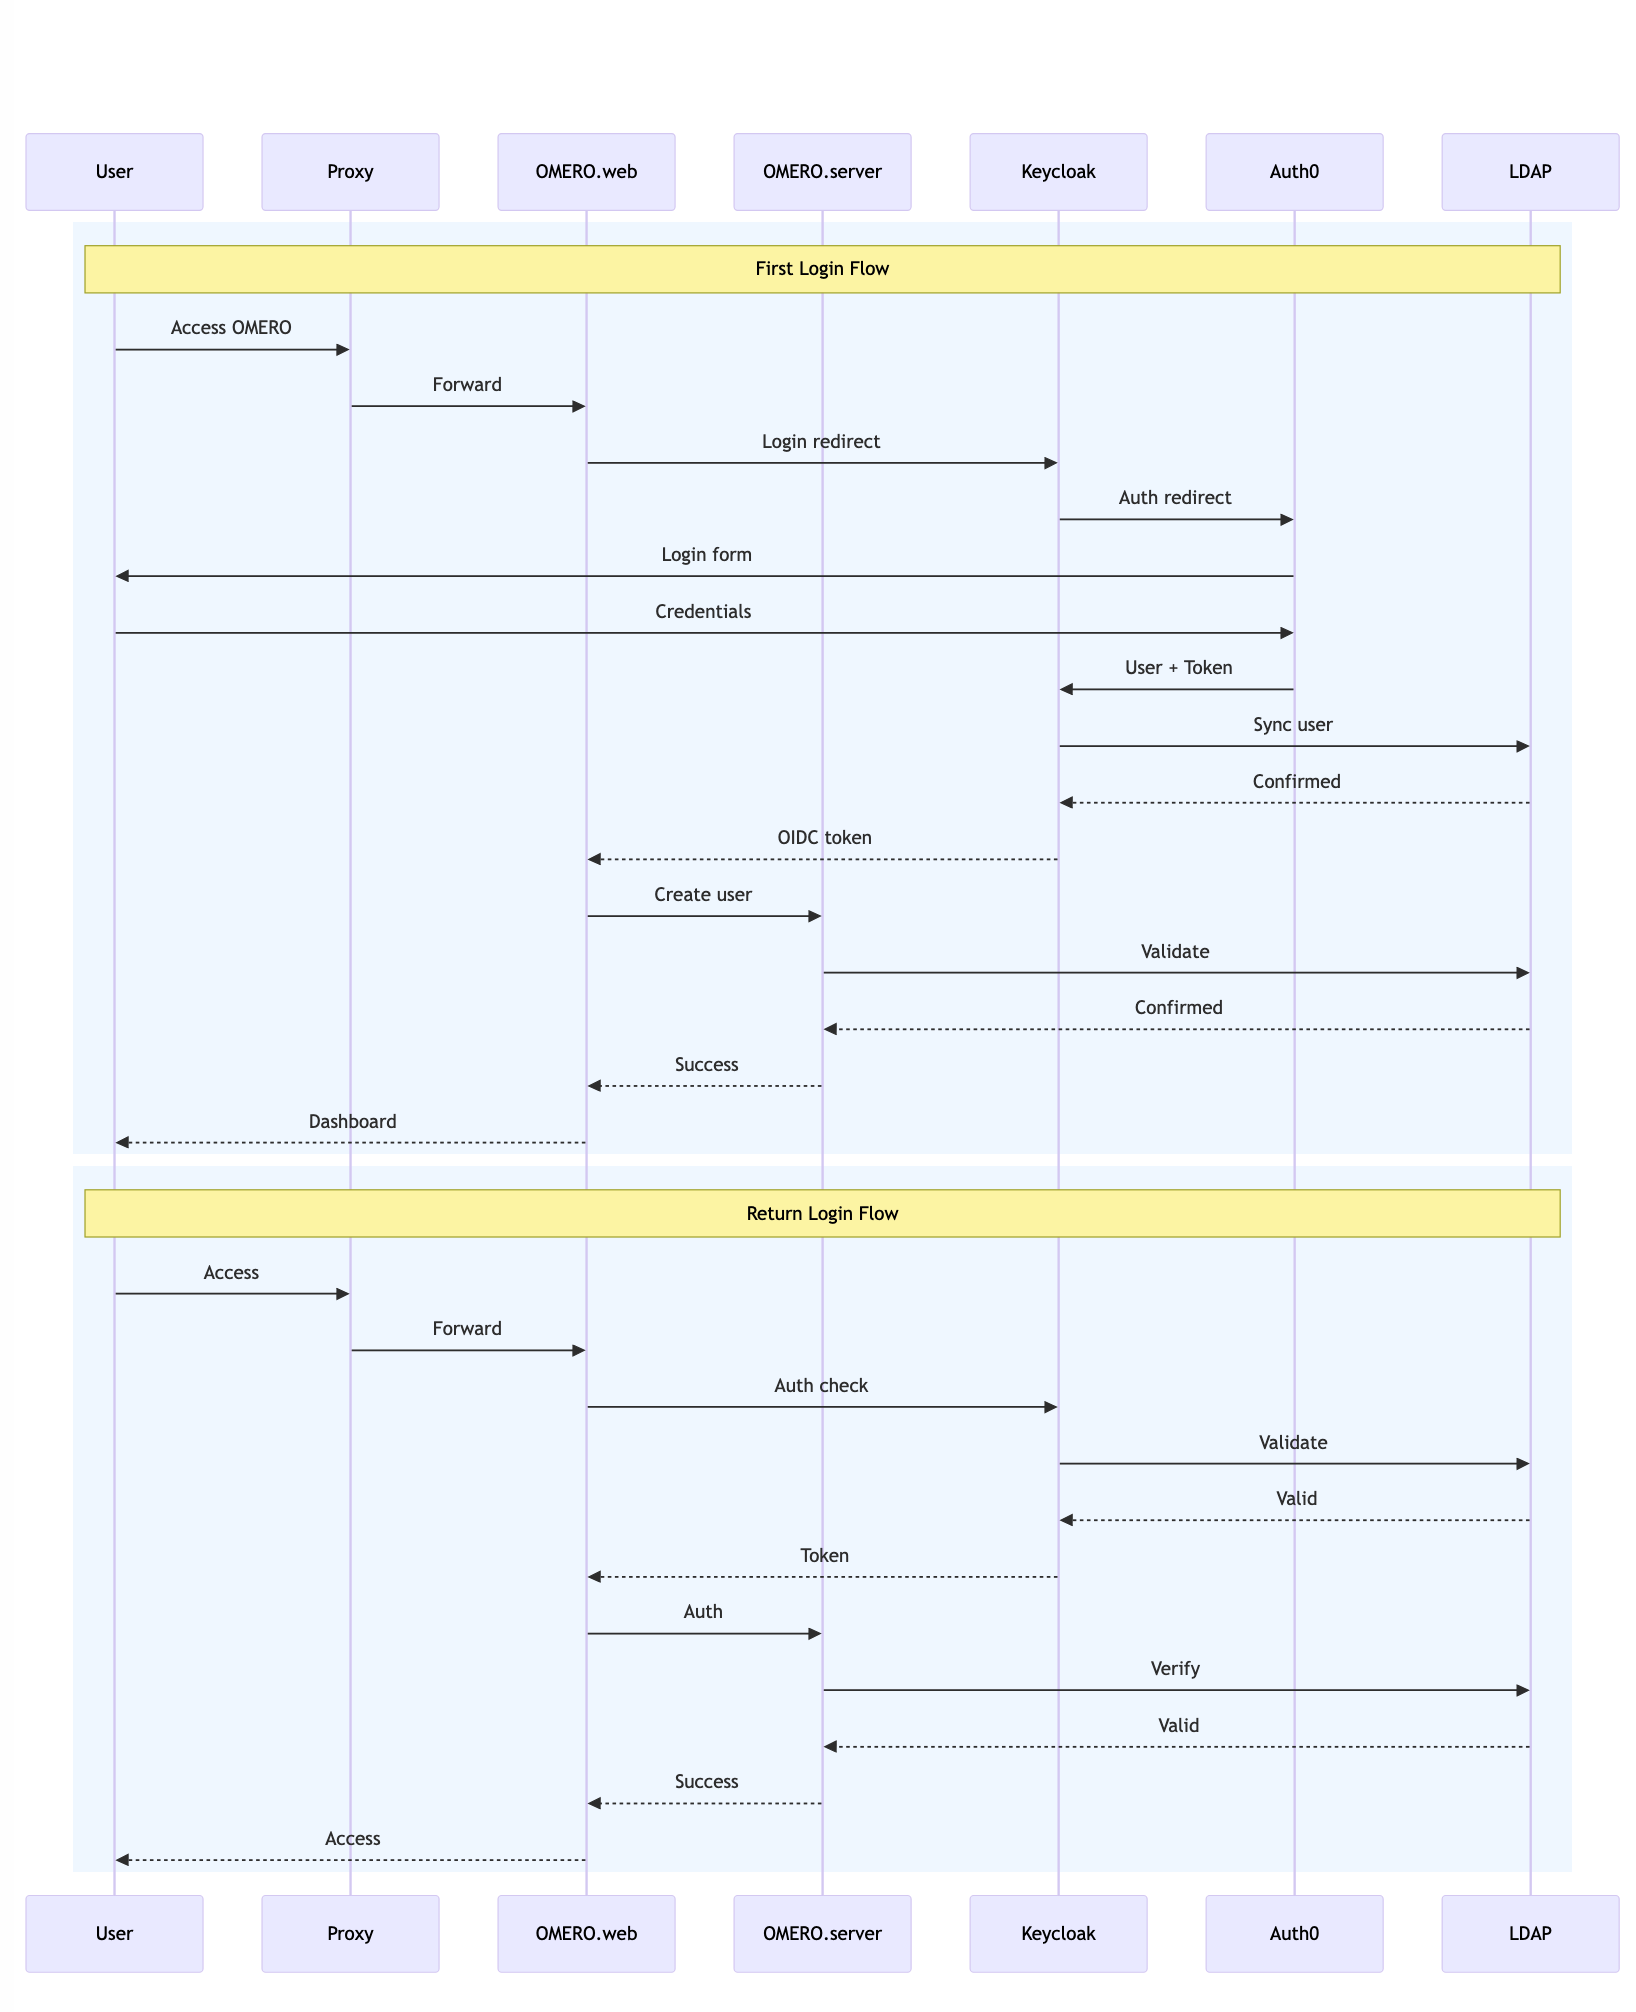 User
Proxy
OMERO.web
OMERO.server
Keycloak
Auth0
LDAP
First Login Flow
Access OMERO
Forward
Login redirect
Auth redirect
Login form
Credentials
User + Token
Sync user
Confirmed
OIDC token
Create user
Validate
Confirmed
Success
Dashboard
Return Login Flow
Access
Forward
Auth check
Validate
Valid
Token
Auth
Verify
Valid
Success
Access
User
Proxy
OMERO.web
OMERO.server
Keycloak
Auth0
LDAP